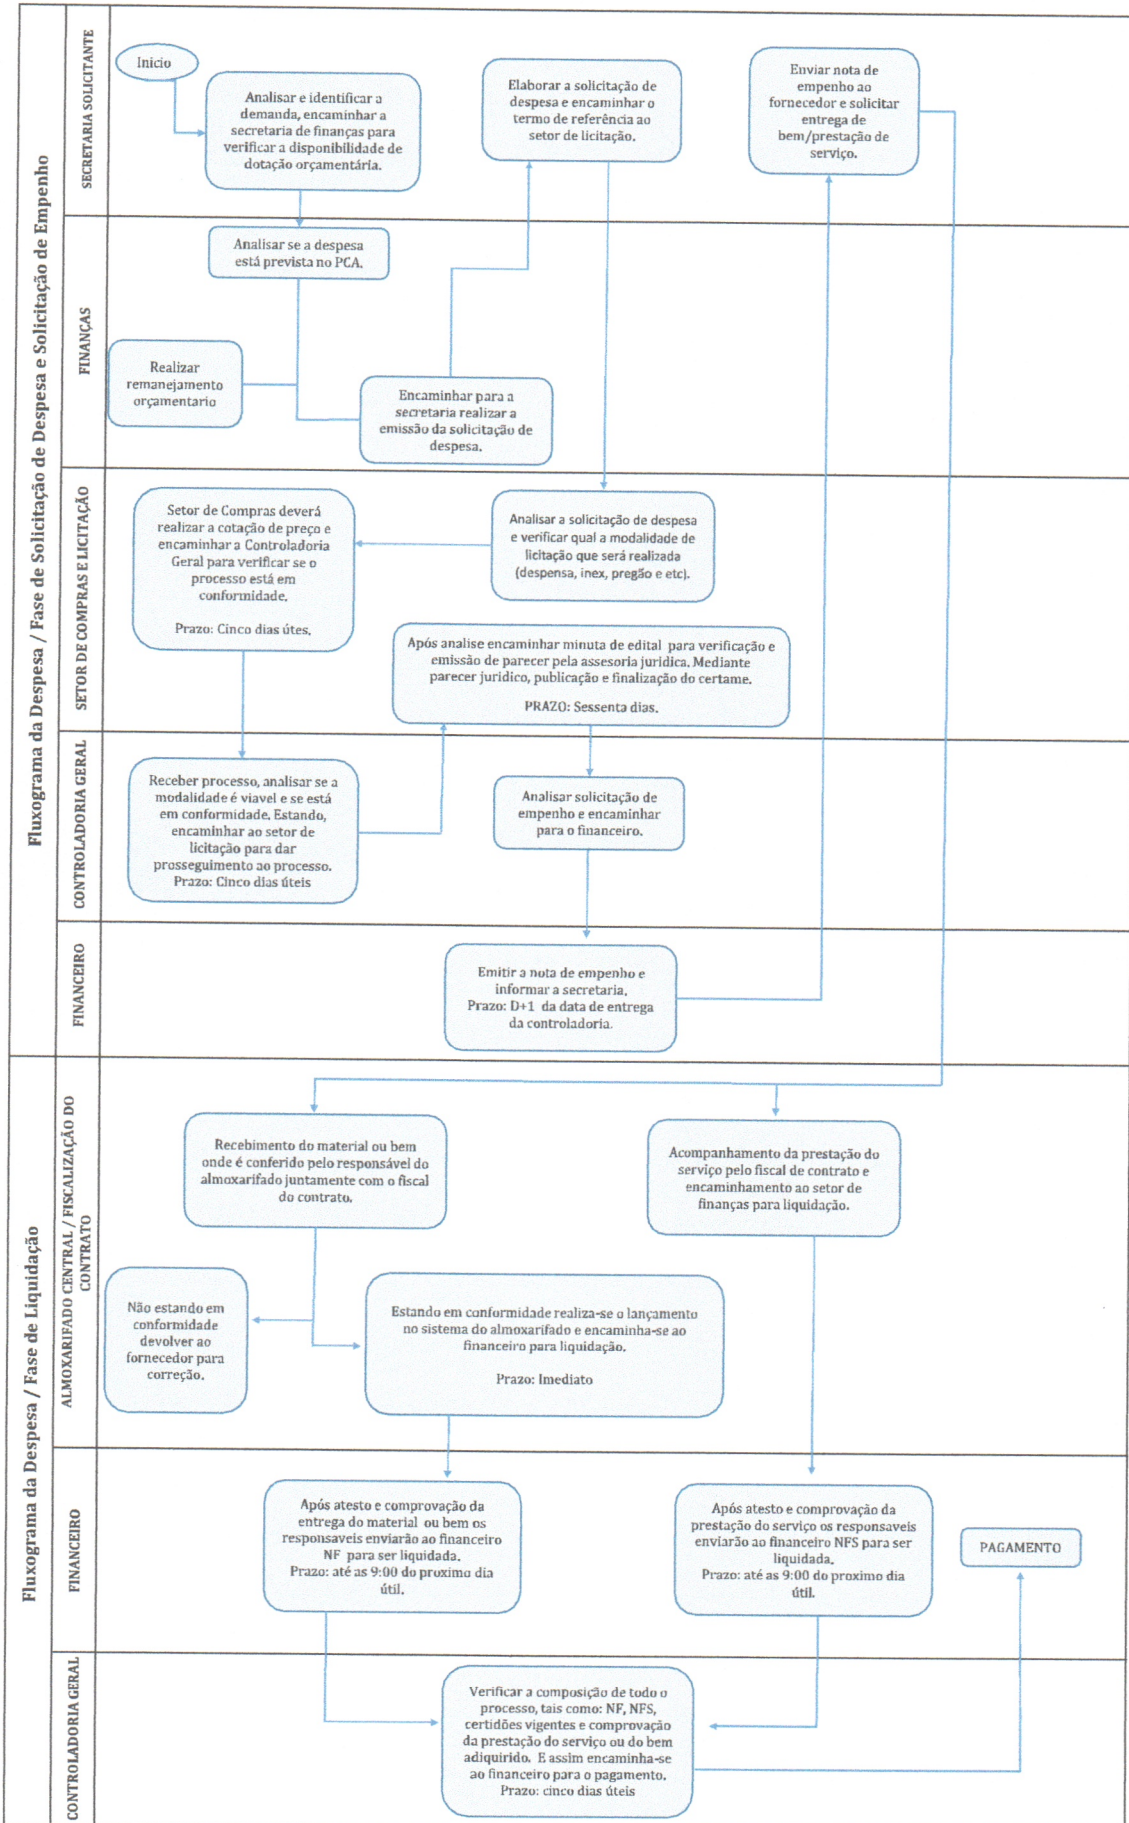 Fluxograma da Despesa / Fase de Solicitação de Despesa e Solicitação de Empenho
SECRETARIA SOLICITANTE
Inicio
Analisar e identificar a
demanda, encaminhar a
secretaria de finanças para
verificar a disponibilidade de
dotação orçamentária.
Elaborar a solicitação de
despesa e encaminhar o
termo de referência ao
setor de licitação.
Enviar nota de
empenho ao
fornecedor e solicitar
entrega de
bem/prestação de
serviço.
FINANÇAS
Analisar se a despesa
está prevista no PCA.
Realizar
remanejamento
orçamentario
Encaminhar para a
secretaria realizar a
emissão da solicitação de
despesa.
SETOR DE COMPRAS E LICITAÇÃO
Setor de Compras deverá
realizar a cotação de preço e
encaminhar a Controladoria
Geral para verificar se o
processo está em
conformidade.
Prazo: Cinco dias útes.
Analisar a solicitação de despesa
e verificar qual a modalidade de
licitação que será realizada
(despensa, inex, pregão e etc).
Após analise encaminhar minuta de edital para verificação e
emissão de parecer pela assesoria juridica. Mediante
parecer juridico, publicação e finalização do certame.
PRAZO: Sessenta dias.
CONTROLADORIA GERAL
Receber processo, analisar se a
modalidade é viavel e se está
em conformidade. Estando,
encaminhar ao setor de
licitação para dar
prosseguimento ao processo.
Prazo: Cinco dias úteis
Analisar solicitação de
empenho e encaminhar
para o financeiro.
FINANCEIRO
Emitir a nota de empenho e
informar a secretaria.
Prazo: D+1 da data de entrega
da controladoria.
Fluxograma da Despesa / Fase de Liquidação
ALMOXARIFADO CENTRAL / FISCALIZAÇÃO DO
CONTRATO
Recebimento do material ou bem
onde é conferido pelo responsável do
almoxarifado juntamente com o fiscal
do contrato.
Acompanhamento da prestação do
serviço pelo fiscal de contrato e
encaminhamento ao setor de
finanças para liquidação.
Não estando em
conformidade
devolver ao
fornecedor para
correção.
Estando em conformidade realiza-se o lançamento
no sistema do almoxarifado e encaminha-se ao
financeiro para liquidação.
Prazo: Imediato
FINANCEIRO
Após atesto e comprovação da
entrega do material ou bem os
responsaveis enviarão ao financeiro
NF para ser liquidada.
Prazo: até as 9:00 do proximo dia
útil.
Após atesto e comprovação da
prestação do serviço os responsaveis
enviarão ao financeiro NFS para ser
liquidada.
Prazo: até as 9:00 do proximo dia
útil.
PAGAMENTO
CONTROLADORIA GERAL
Verificar a composição de todo o
processo, tais como: NF, NFS,
certidões vigentes e comprovação
da prestação do serviço ou do bem
adiquirido. E assim encaminha-se
ao financeiro para o pagamento.
Prazo: cinco dias úteis